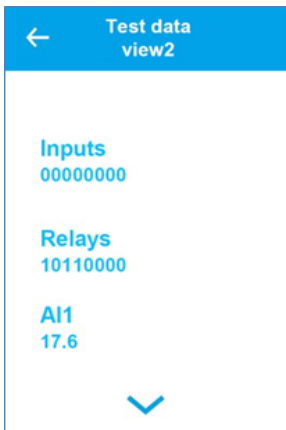 Test data
view2
Inputs
00000000
Relays
10110000
AI1
17.6